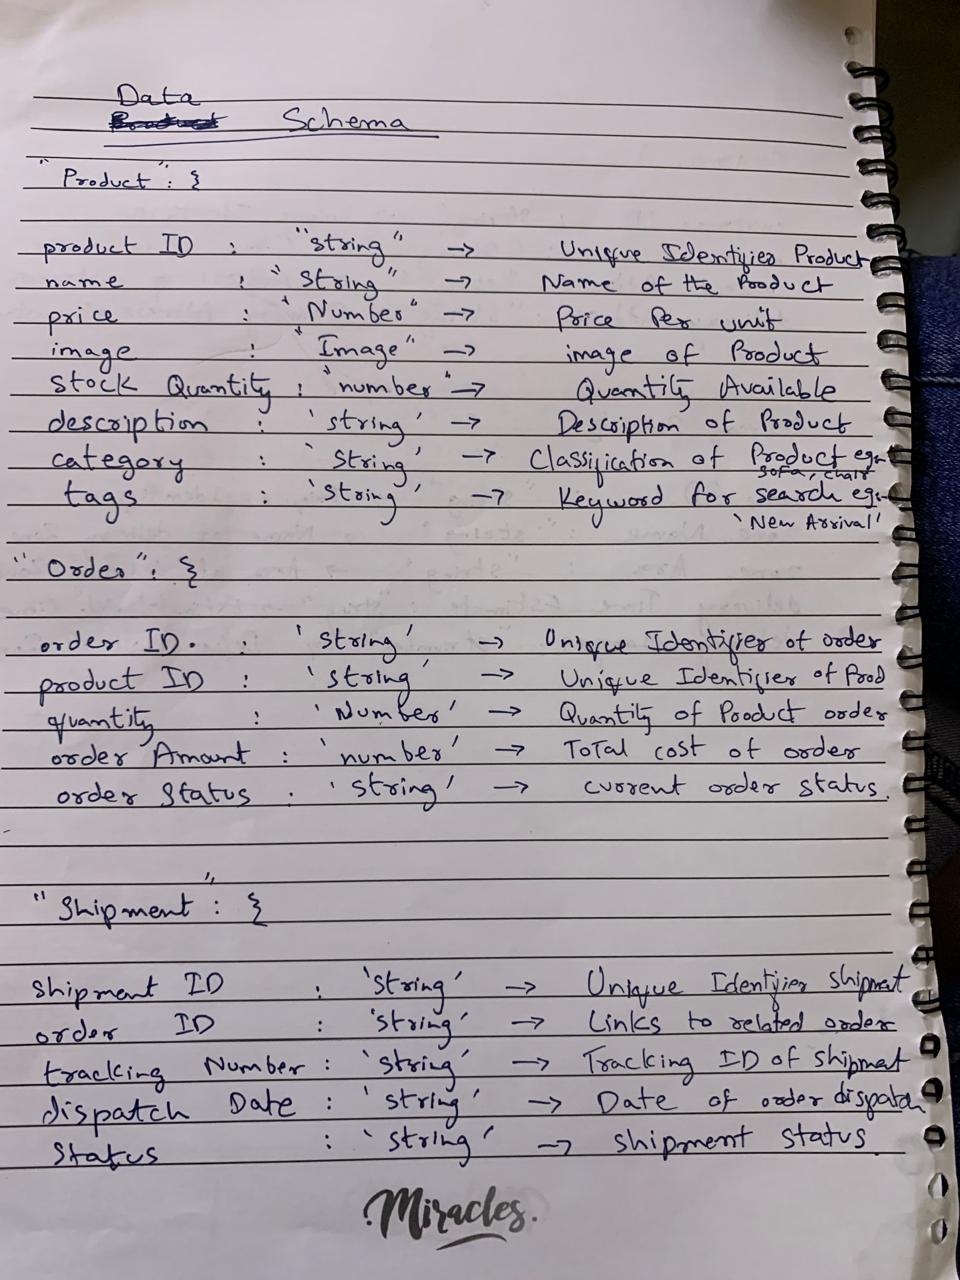 Data
Schema
"Product": {
product ID : "string" → Unique Identifier Product
name : "String" → Name of the Product
price : "Number" → Price Per unit
image : "Image" → image of Product
Stock Quantity : "number" → Quantity Available
description : 'string' → Description of Product
category : 'String' → Classification of Product eg:-
sofa, chair
tags : 'string' → Keyword for search eg:-
'New Arrival'
"Order": {
order ID. : 'string' → Unique Identifier of order
product ID : 'string' → Unique Identifier of Prod
quantity : 'Number' → Quantity of Product order
order Amount : 'number' → Total cost of order
order Status : 'string' → current order status.
"Shipment": {
Shipment ID : 'String' → Unique Identifier shipmat
order ID : 'string' → Links to related order
tracking Number : 'string' → Tracking ID of shipmat
dispatch Date : 'string' → Date of order dispatch
Status : 'string' → shipment status
Miracles.